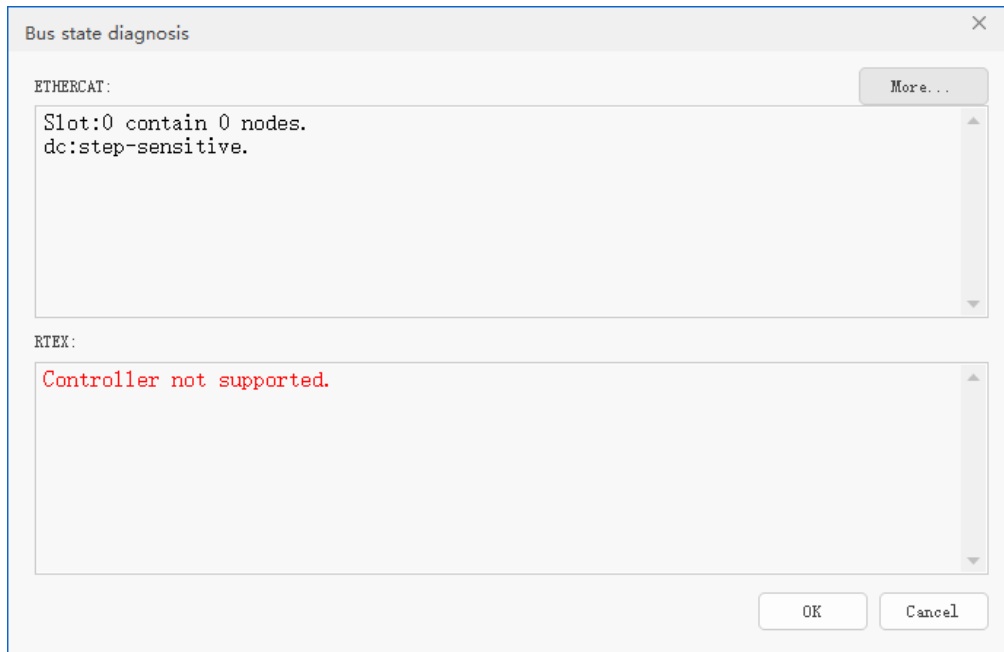 Bus state diagnosis
ETHERCAT:
More...
Slot:0 contain 0 nodes.
dc:step-sensitive.
RTEX:
Controller not supported.
OK
Cancel